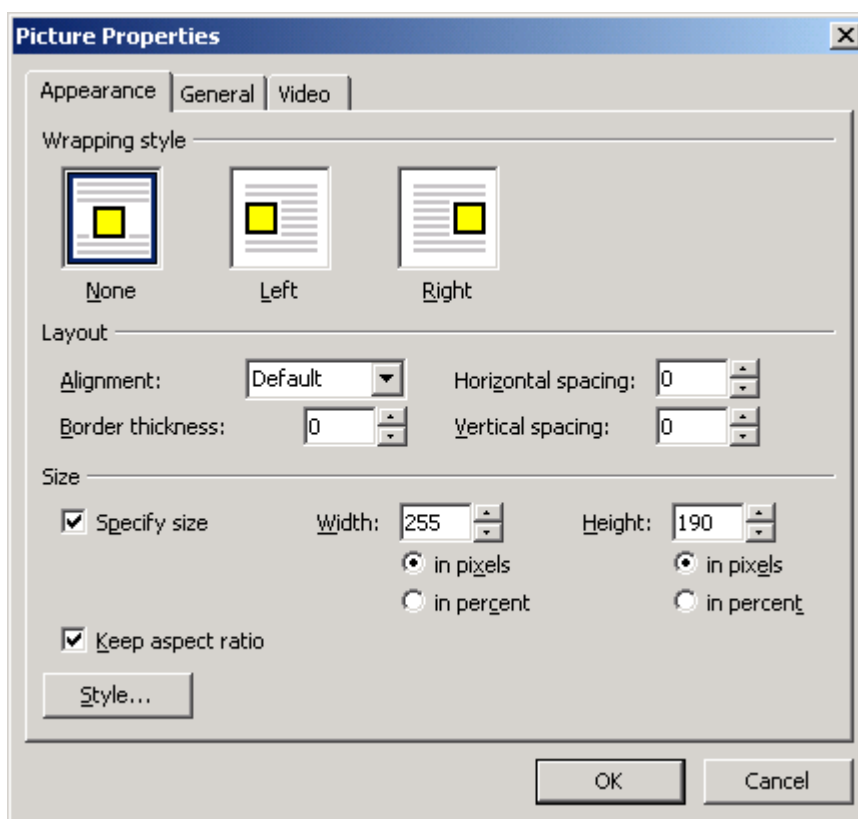 Picture Properties
Appearance General Video
Wrapping style
None Left Right
Layout
Alignment: Default Horizontal spacing: 0
Border thickness: 0 Vertical spacing: 0
Size
Specify size Width: 255 Height: 190
in pixels in pixels
in percent in percent
Keep aspect ratio
Style...
OK Cancel